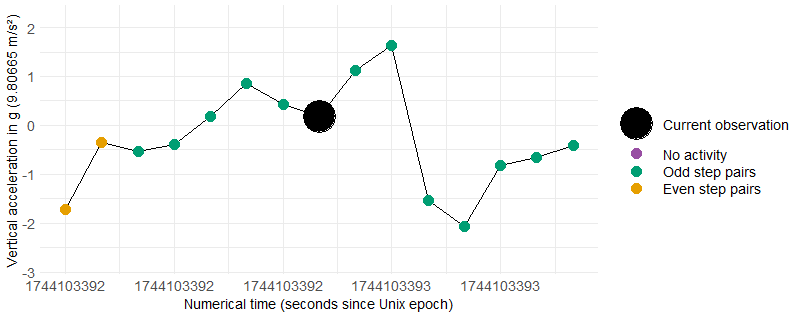 Vertical acceleration in g (9.80665 m/s²)
2
1
0
-1
-2
-3
1744103392 1744103392 1744103392 1744103393 1744103393
Numerical time (seconds since Unix epoch)
Current observation
No activity
Odd step pairs
Even step pairs